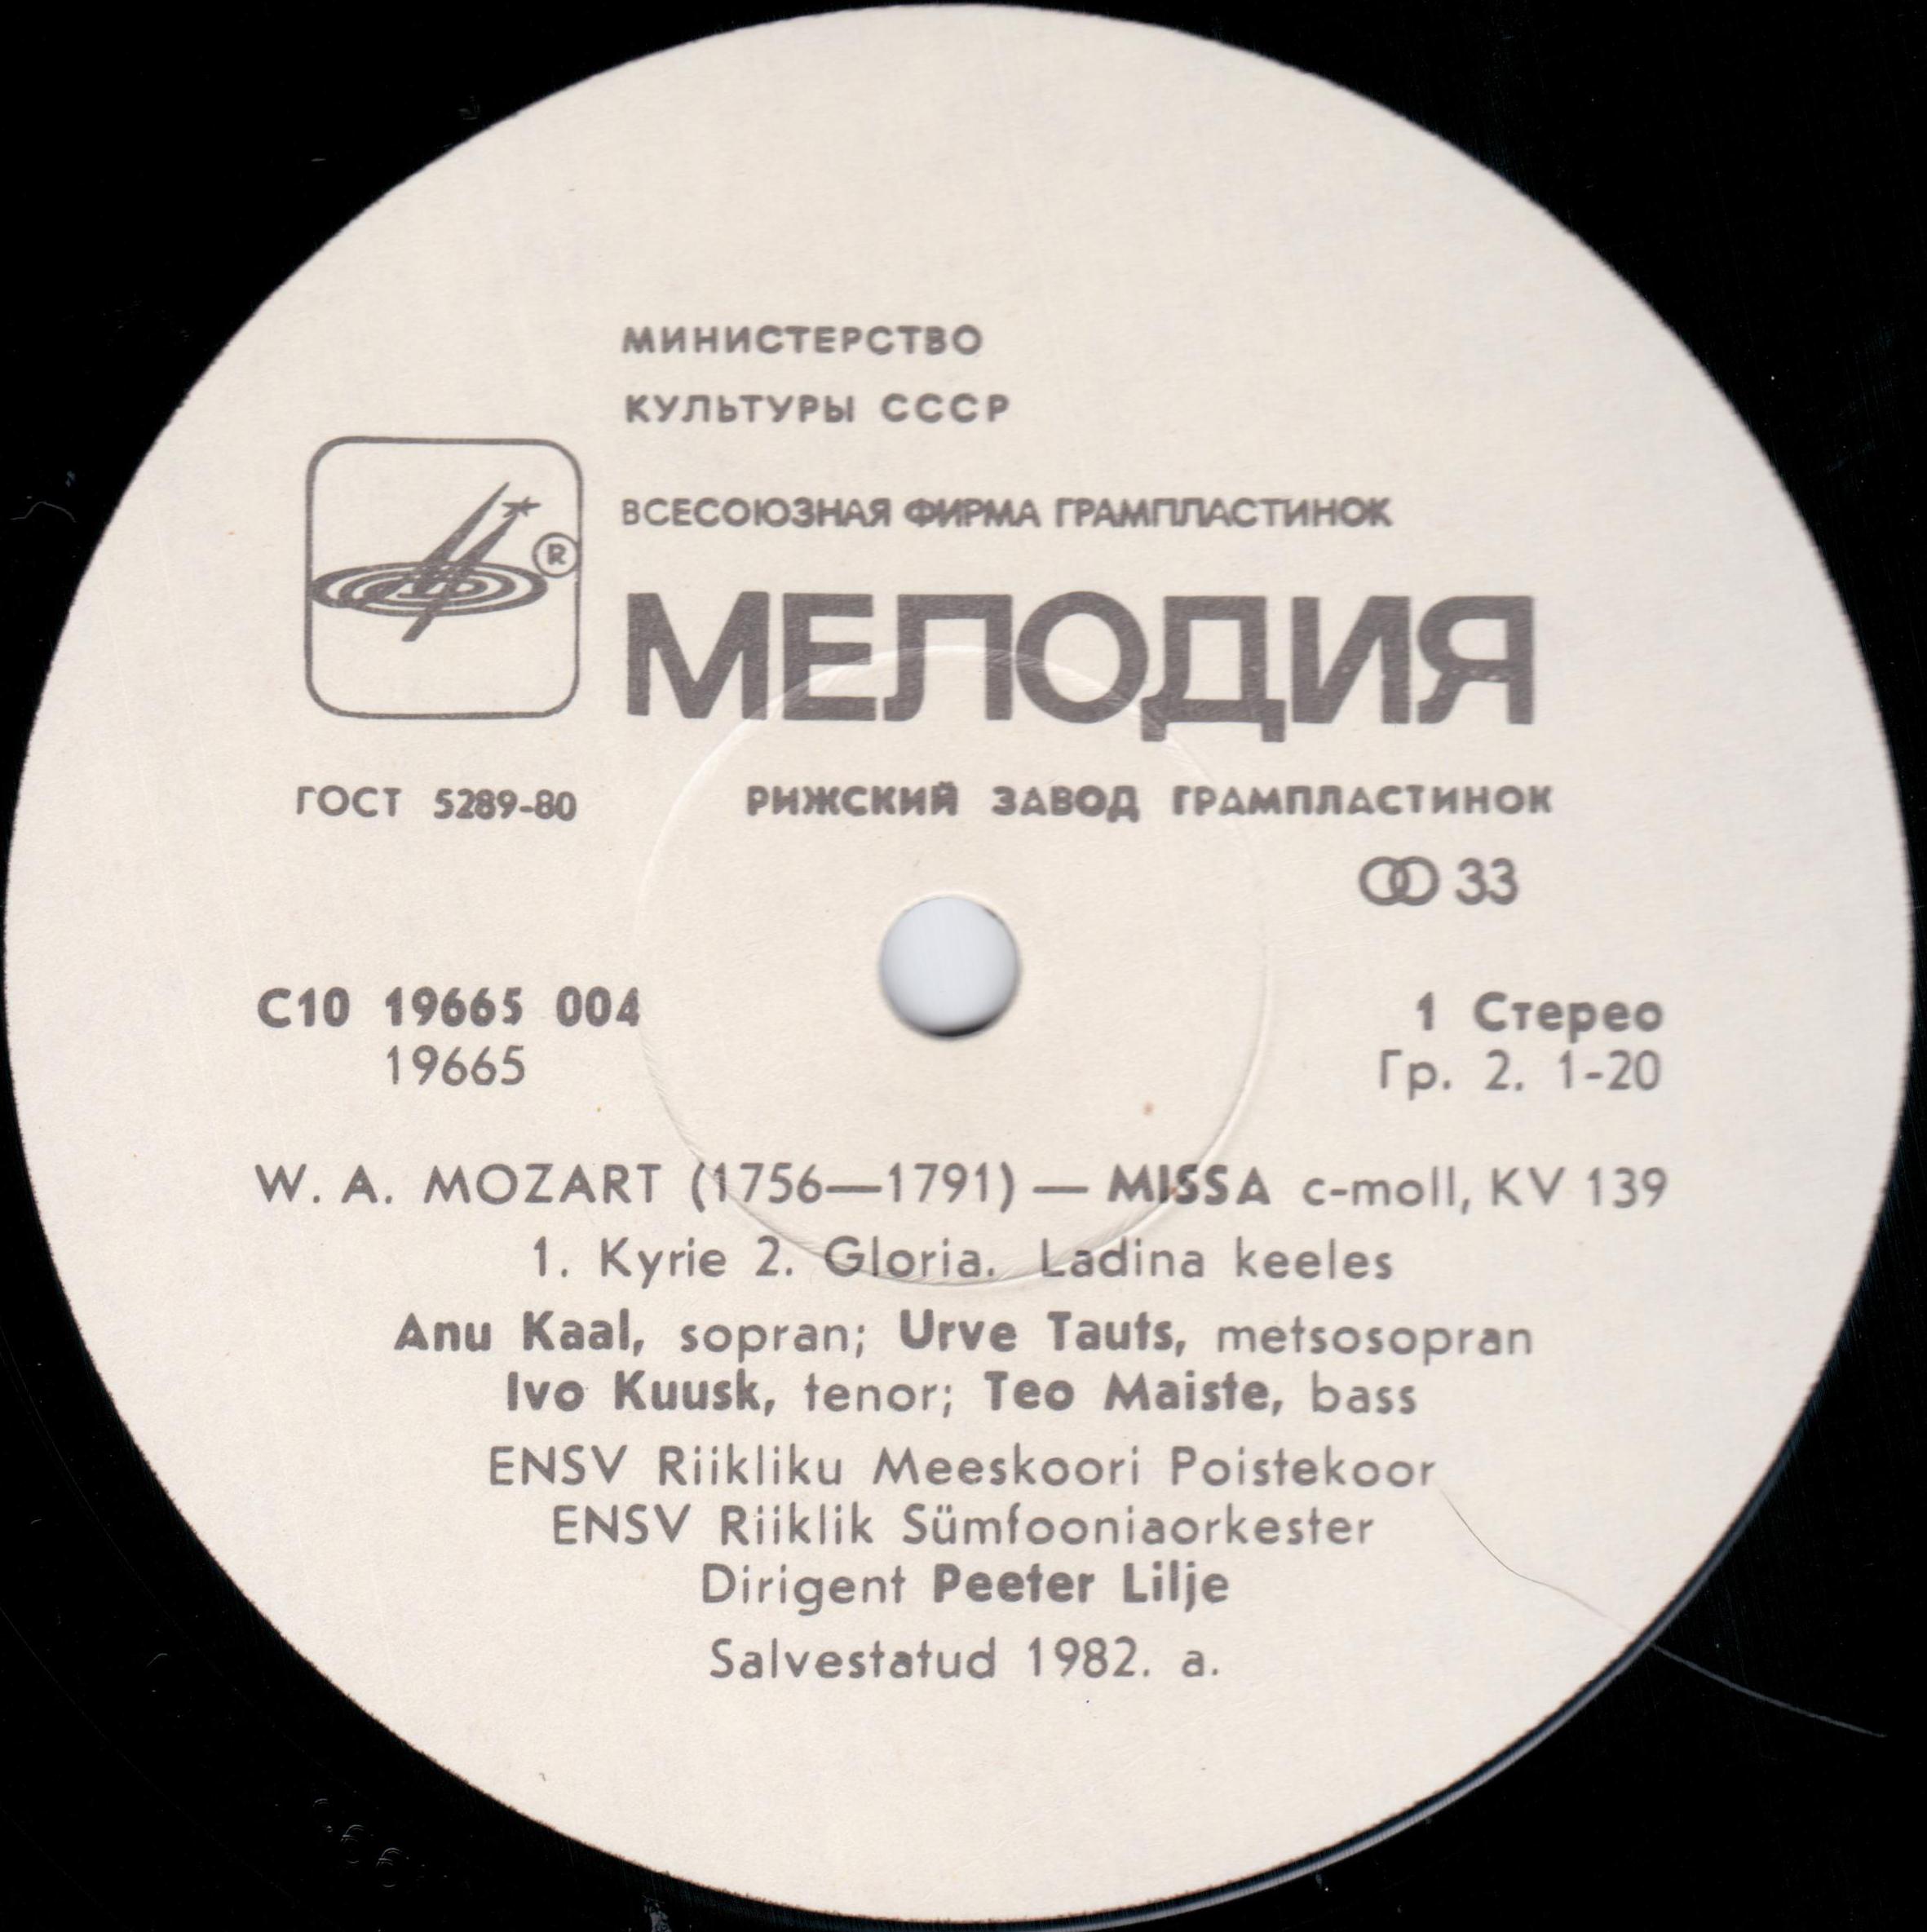 МИНИСТЕРСТВО
КУЛЬТУРЫ СССР
ВСЕСОЮЗНАЯ ФИРМА ГРАМПЛАСТИНОК
®
МЕЛОДИЯ
ГОСТ 5289-80
РИЖСКИЙ ЗАВОД ГРАМПЛАСТИНОК
33
С10 19665 004
19665
1 Стерео
Гр. 2. 1-20
W. A. MOZART (1756—1791) — MISSA c-moll, KV 139
1. Kyrie 2. Gloria. Ladina keeles
Anu Kaal, sopran; Urve Tauts, metsosopran
Ivo Kuusk, tenor; Teo Maiste, bass
ENSV Riikliku Meeskoori Poistekoor
ENSV Riiklik Sümfooniaorkester
Dirigent Peeter Lilje
Salvestatud 1982. a.